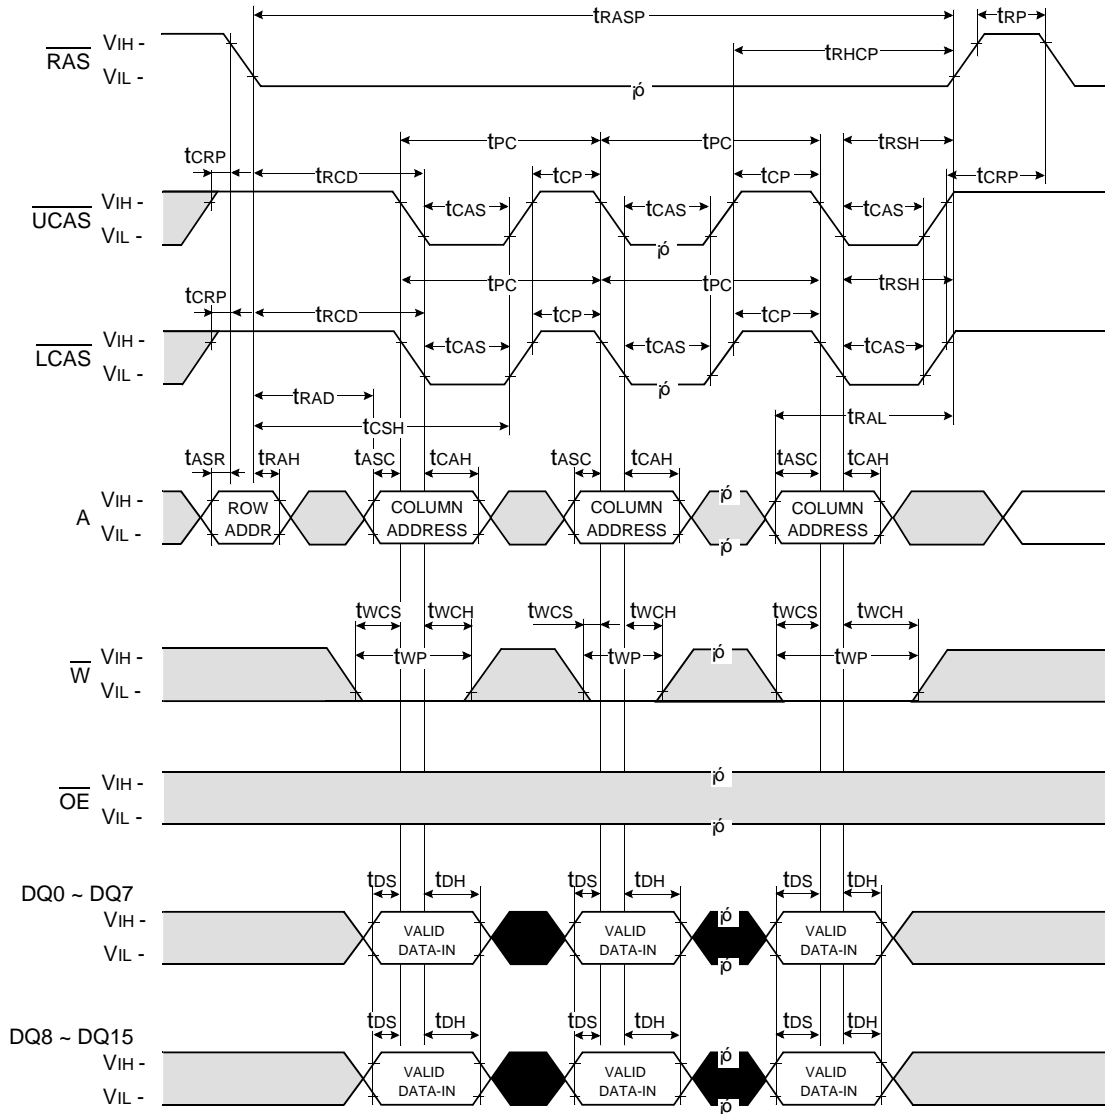 tRASP
tRP
RAS
VIH -
VIL -
tRHCP
¡ó
tCRP
tRCD
tPC
tPC
tRSH
tCP
tCP
tCRP
UCAS
VIH -
VIL -
tCAS
tCAS
tCAS
¡ó
tCRP
tRCD
tPC
tPC
tRSH
tCP
tCP
LCAS
VIH -
VIL -
tCAS
tCAS
tCAS
¡ó
tRAD
tCSH
tRAL
tASR
tRAH
tASC
tCAH
tASC
tCAH
tASC
tCAH
A
VIH -
VIL -
ROW
ADDR
COLUMN
ADDRESS
COLUMN
ADDRESS
¡ó
¡ó
COLUMN
ADDRESS
tWCS
tWCH
tWCS
tWCH
tWCS
tWCH
W
VIH -
VIL -
tWP
tWP
¡ó
tWP
OE
VIH -
VIL -
¡ó
¡ó
DQ0 ~ DQ7
VIH -
VIL -
tDS
tDH
tDS
tDH
tDS
tDH
VALID
DATA-IN
VALID
DATA-IN
¡ó
¡ó
VALID
DATA-IN
DQ8 ~ DQ15
VIH -
VIL -
tDS
tDH
tDS
tDH
tDS
tDH
VALID
DATA-IN
VALID
DATA-IN
¡ó
¡ó
VALID
DATA-IN